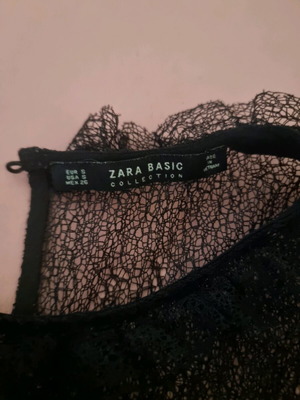 EUR S
USA S
MEX 26
ZARA BASIC
COLLECTION